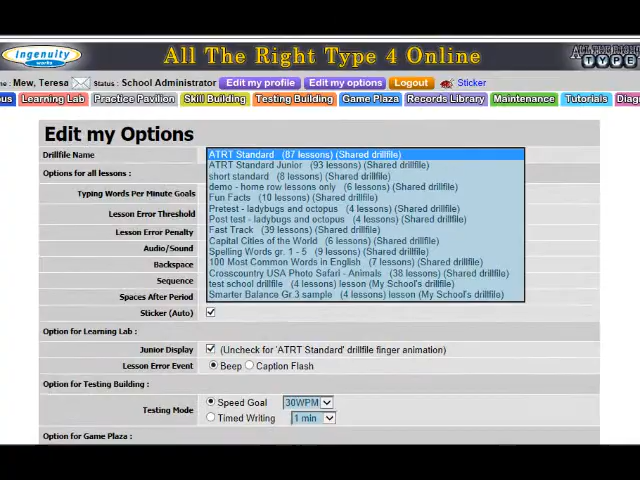 ingenuity
works
All The Right Type 4 Online
ALL THE RIGHT
TYPE
me : Mew, Teresa Status : School Administrator Edit my profile Edit my options Logout Sticker
pus Learning Lab Practice Pavilion Skill Building Testing Building Game Plaza Records Library Maintenance Tutorials Diag
Edit my Options
Drillfile Name
ATRT Standard (87 lessons) (Shared drillfile)
ATRT Standard Junior (93 lessons) (Shared drillfile)
short standard (8 lessons) (Shared drillfile)
demo - home row lessons only (6 lessons) (Shared drillfile)
Fun Facts (10 lessons) (Shared drillfile)
Pretest - ladybugs and octopus (4 lessons) (Shared drillfile)
Post test - ladybugs and octopus (4 lessons) (Shared drillfile)
Fast Track (39 lessons) (Shared drillfile)
Capital Cities of the World (6 lessons) (Shared drillfile)
Spelling Words gr. 1 - 5 (9 lessons) (Shared drillfile)
100 Most Common Words in English (7 lessons) (Shared drillfile)
Crosscountry USA Photo Safari - Animals (38 lessons) (Shared drillfile)
test school drillfile (4 lessons) lesson (My School's drillfile)
Smarter Balance Gr.3 sample (4 lessons) lesson (My School's drillfile)
Options for all lessons :
Typing Words Per Minute Goals
Lesson Error Threshold
Lesson Error Penalty
Audio/Sound
Backspace
Sequence
Spaces After Period
Sticker (Auto)
Option for Learning Lab :
Junior Display (Uncheck for 'ATRT Standard' drillfile finger animation)
Lesson Error Event Beep Caption Flash
Option for Testing Building :
Testing Mode
Speed Goal 30WPM
Timed Writing 1 min
Option for Game Plaza :